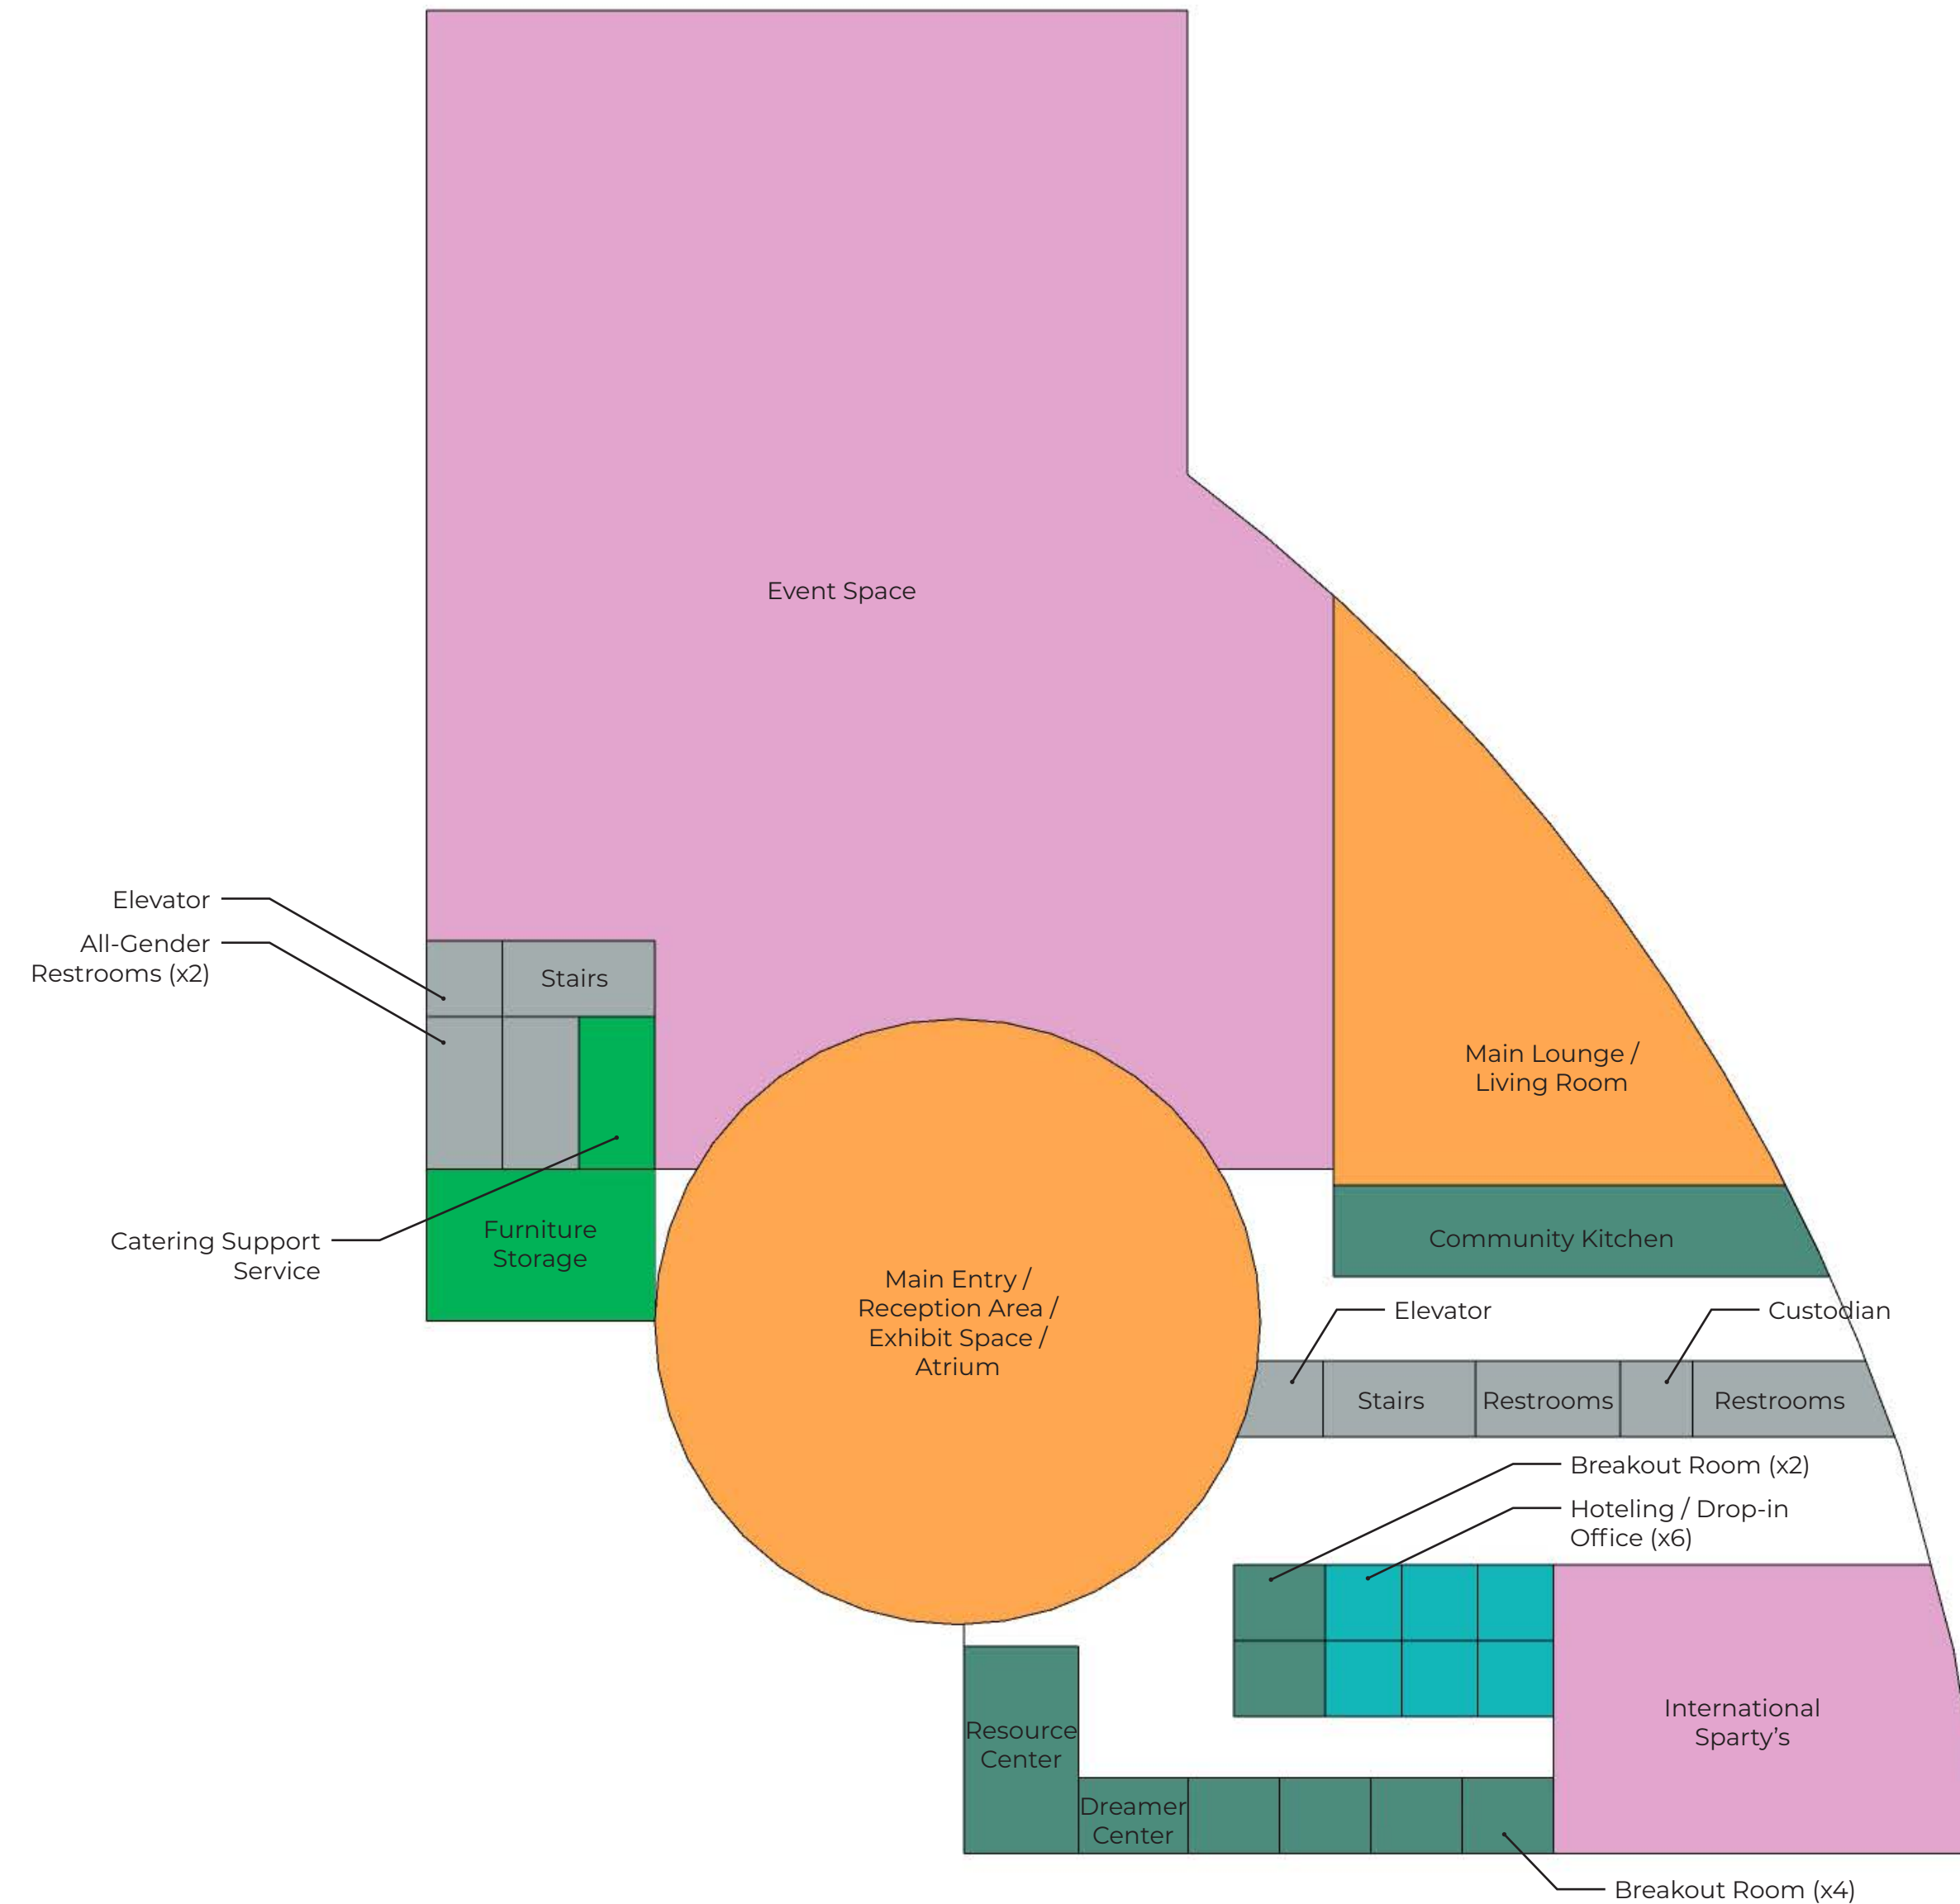 Event Space
Elevator
All-Gender
Restrooms (x2)
Stairs
Main Lounge /
Living Room
Catering Support
Service
Furniture
Storage
Community Kitchen
Main Entry /
Reception Area /
Exhibit Space /
Atrium
Elevator
Custodian
Stairs
Restrooms
Restrooms
Breakout Room (x2)
Hoteling / Drop-in
Office (x6)
International
Sparty’s
Resource
Center
Dreamer
Center
Breakout Room (x4)